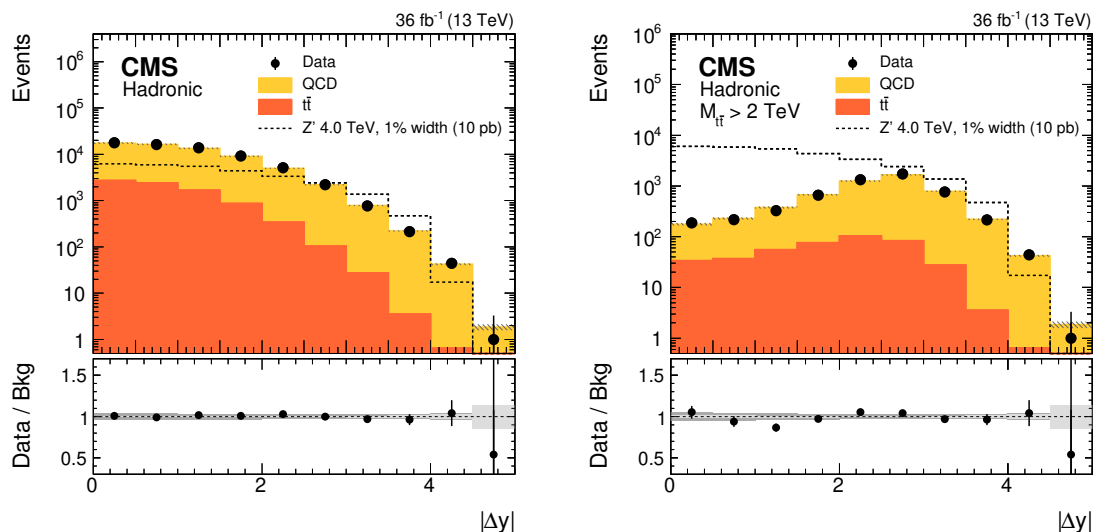 36 fb⁻¹ (13 TeV)
Events
10⁶
10⁵
10⁴
10³
10²
10
1
CMS
Hadronic
Data
QCD
tt̄
Z' 4.0 TeV, 1% width (10 pb)
Data / Bkg
1.5
1
0.5
0
2
4
|Δy|
36 fb⁻¹ (13 TeV)
Events
10⁶
10⁵
10⁴
10³
10²
10
1
CMS
Hadronic
M_tt̄ > 2 TeV
Data
QCD
tt̄
Z' 4.0 TeV, 1% width (10 pb)
Data / Bkg
1.5
1
0.5
0
2
4
|Δy|